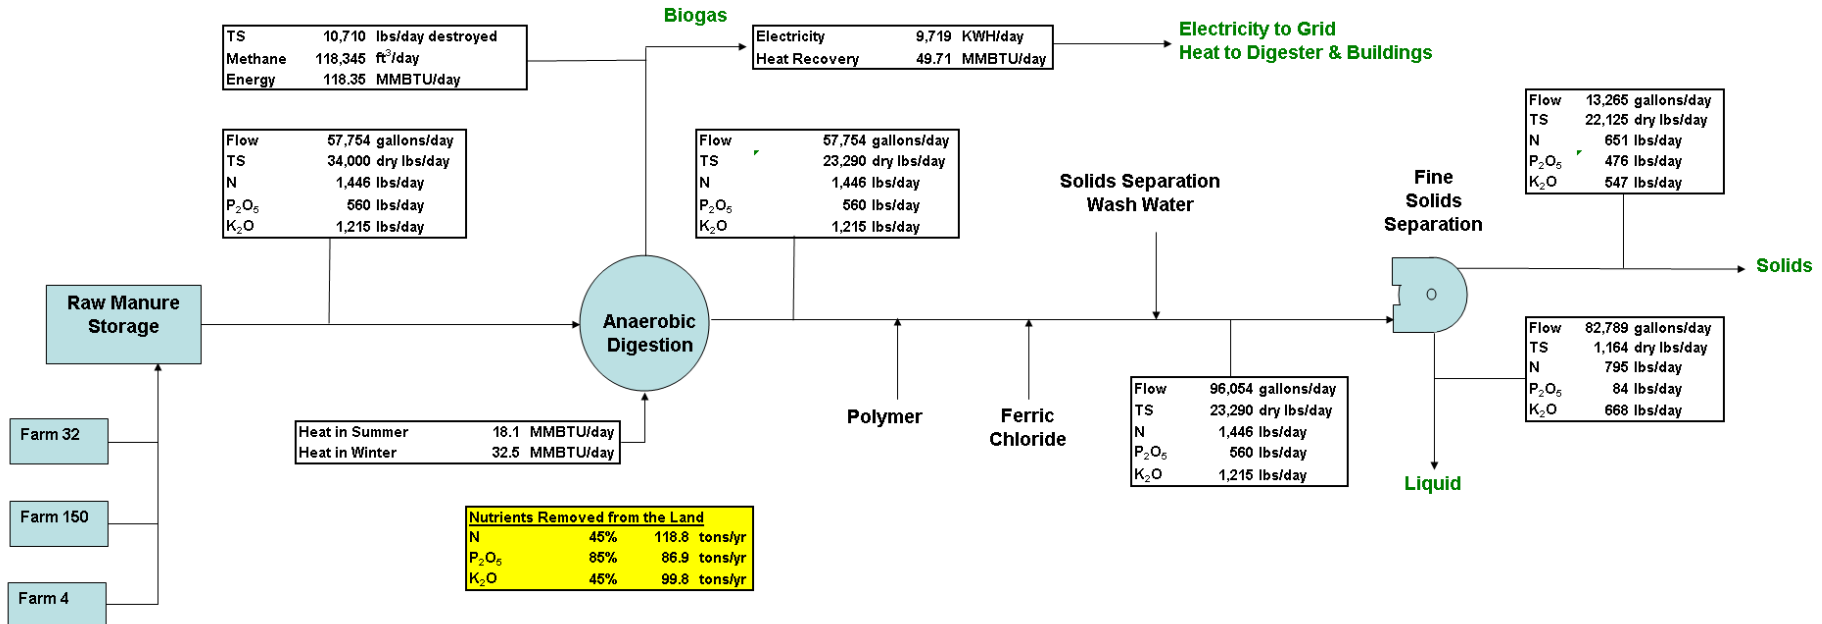 Biogas
TS 10,710 lbs/day destroyed
Methane 118,345 ft³/day
Energy 118.35 MMBTU/day
Electricity 9,719 KWH/day
Heat Recovery 49.71 MMBTU/day
Electricity to Grid
Heat to Digester & Buildings
Flow 57,754 gallons/day
TS 34,000 dry lbs/day
N 1,446 lbs/day
P₂O₅ 560 lbs/day
K₂O 1,215 lbs/day
Flow 57,754 gallons/day
TS 23,290 dry lbs/day
N 1,446 lbs/day
P₂O₅ 560 lbs/day
K₂O 1,215 lbs/day
Solids Separation
Wash Water
Fine
Solids
Separation
Flow 13,265 gallons/day
TS 22,125 dry lbs/day
N 651 lbs/day
P₂O₅ 476 lbs/day
K₂O 547 lbs/day
Solids
Raw Manure
Storage
Anaerobic
Digestion
O
Flow 82,789 gallons/day
TS 1,164 dry lbs/day
N 795 lbs/day
P₂O₅ 84 lbs/day
K₂O 668 lbs/day
Polymer
Ferric
Chloride
Flow 96,054 gallons/day
TS 23,290 dry lbs/day
N 1,446 lbs/day
P₂O₅ 560 lbs/day
K₂O 1,215 lbs/day
Liquid
Farm 32
Heat in Summer 18.1 MMBTU/day
Heat in Winter 32.5 MMBTU/day
Farm 150
Nutrients Removed from the Land
N 45% 118.8 tons/yr
P₂O₅ 85% 86.9 tons/yr
K₂O 45% 99.8 tons/yr
Farm 4